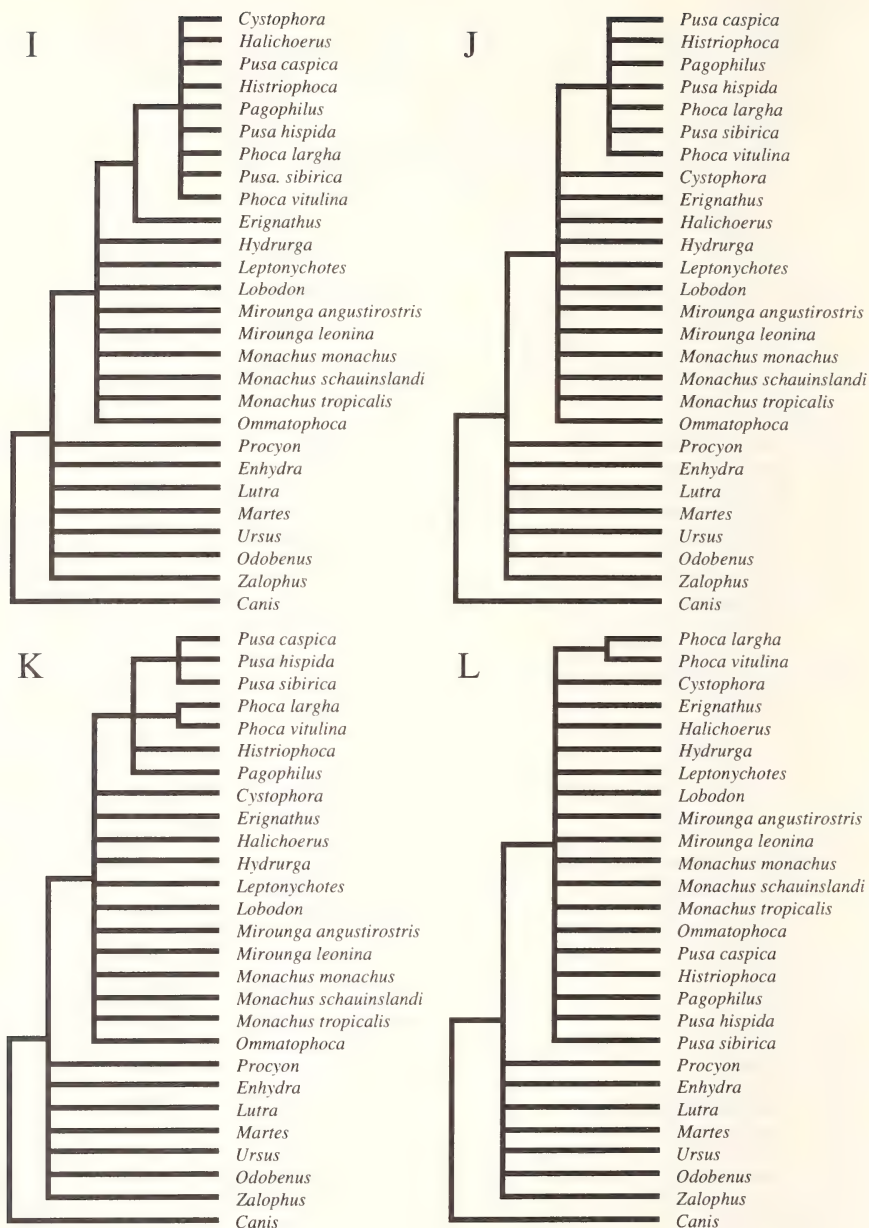 I
Cystophora
Halichoerus
Pusa caspica
Histriophoca
Pagophilus
Pusa hispida
Phoca largha
Pusa. sibirica
Phoca vitulina
Erignathus
Hydrurga
Leptonychotes
Lobodon
Mirounga angustirostris
Mirounga leonina
Monachus monachus
Monachus schauinslandi
Monachus tropicalis
Ommatophoca
Procyon
Enhydra
Lutra
Martes
Ursus
Odobenus
Zalophus
Canis
J
Pusa caspica
Histriophoca
Pagophilus
Pusa hispida
Phoca largha
Pusa sibirica
Phoca vitulina
Cystophora
Erignathus
Halichoerus
Hydrurga
Leptonychotes
Lobodon
Mirounga angustirostris
Mirounga leonina
Monachus monachus
Monachus schauinslandi
Monachus tropicalis
Ommatophoca
Procyon
Enhydra
Lutra
Martes
Ursus
Odobenus
Zalophus
Canis
K
Pusa caspica
Pusa hispida
Pusa sibirica
Phoca largha
Phoca vitulina
Histriophoca
Pagophilus
Cystophora
Erignathus
Halichoerus
Hydrurga
Leptonychotes
Lobodon
Mirounga angustirostris
Mirounga leonina
Monachus monachus
Monachus schauinslandi
Monachus tropicalis
Ommatophoca
Procyon
Enhydra
Lutra
Martes
Ursus
Odobenus
Zalophus
Canis
L
Phoca largha
Phoca vitulina
Cystophora
Erignathus
Halichoerus
Hydrurga
Leptonychotes
Lobodon
Mirounga angustirostris
Mirounga leonina
Monachus monachus
Monachus schauinslandi
Monachus tropicalis
Ommatophoca
Pusa caspica
Histriophoca
Pagophilus
Pusa hispida
Pusa sibirica
Procyon
Enhydra
Lutra
Martes
Ursus
Odobenus
Zalophus
Canis